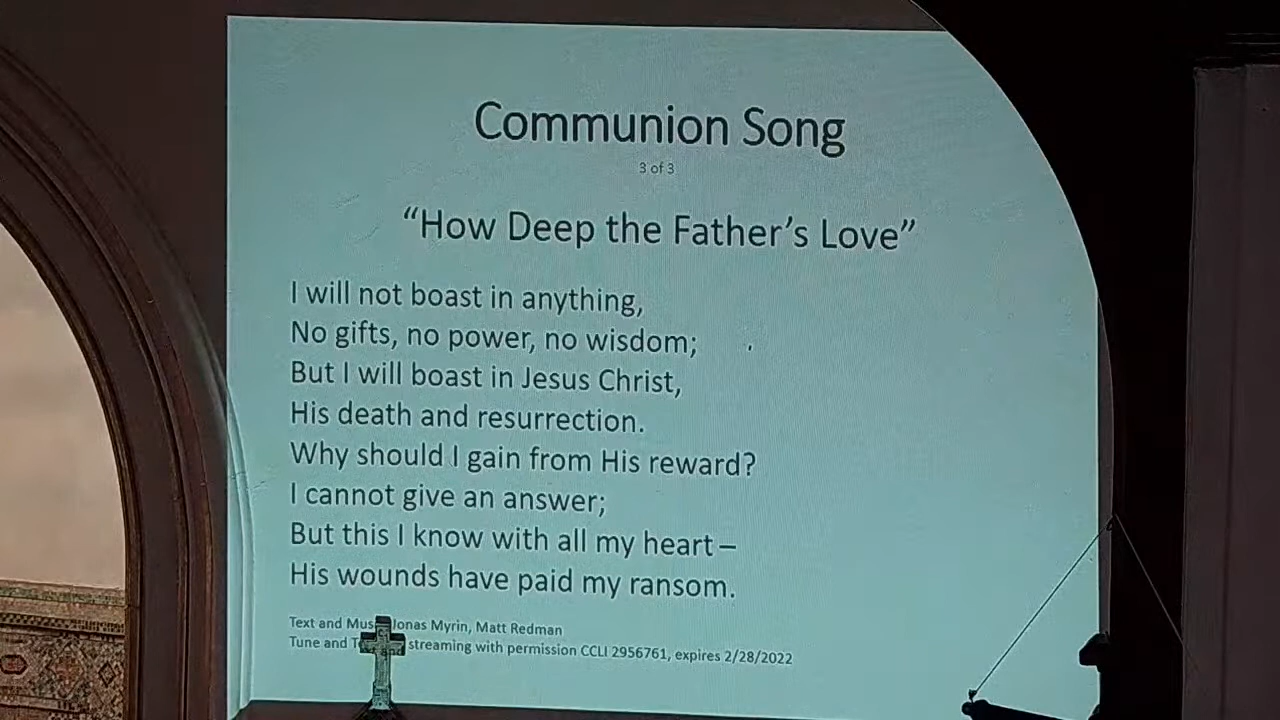 Communion Song
3 of 3
“How Deep the Father’s Love”
I will not boast in anything,
No gifts, no power, no wisdom;
But I will boast in Jesus Christ,
His death and resurrection.
Why should I gain from His reward?
I cannot give an answer;
But this I know with all my heart –
His wounds have paid my ransom.
Text and Jonas Myrin, Matt Redman
Tune and streaming with permission CCLI 2956761, expires 2/28/2022